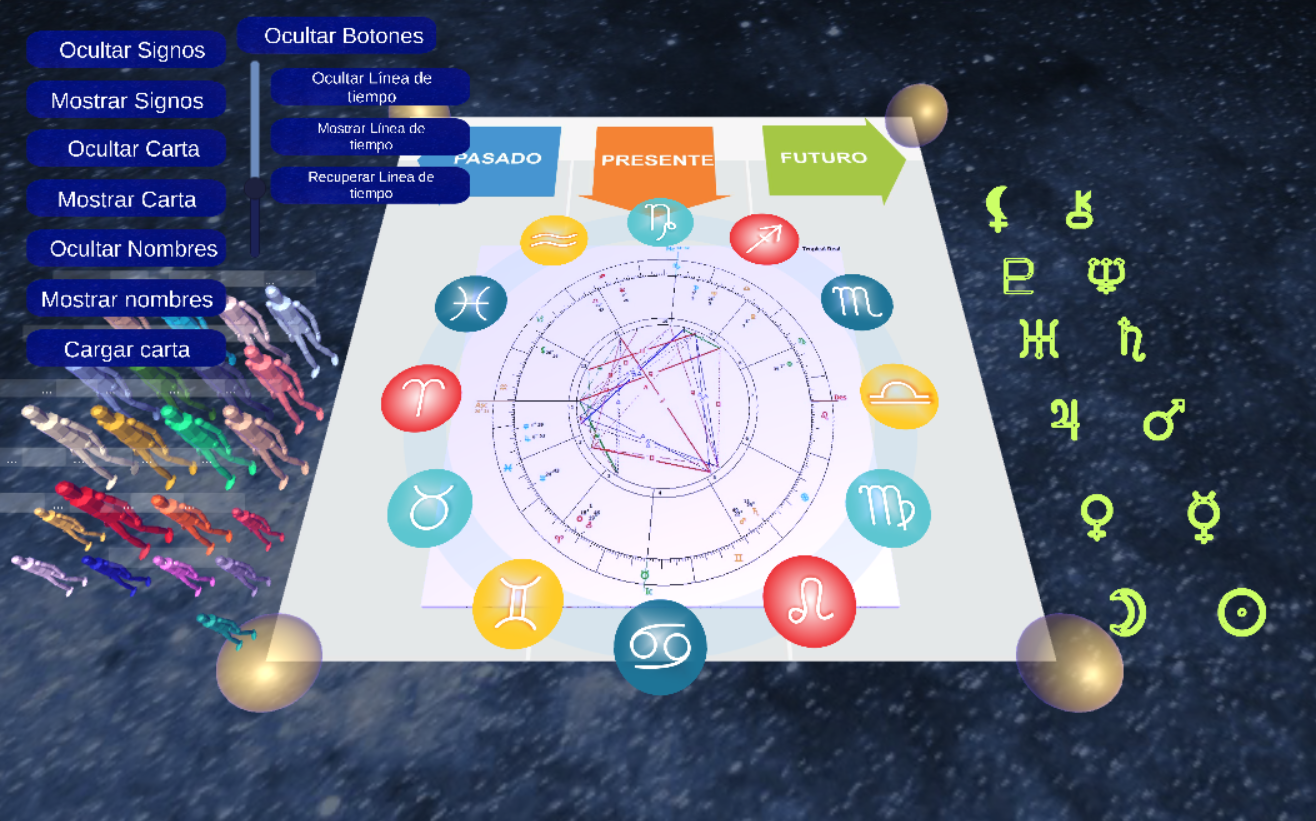 Ocultar Signos
Mostrar Signos
Ocultar Carta
Mostrar Carta
Ocultar Nombres
Mostrar nombres
Cargar carta
Ocultar Botones
Ocultar Línea de
tiempo
Mostrar Línea de
tiempo
Recuperar Linea de
tiempo
PASADO
PRESENTE
FUTURO
...
...
...
...
...